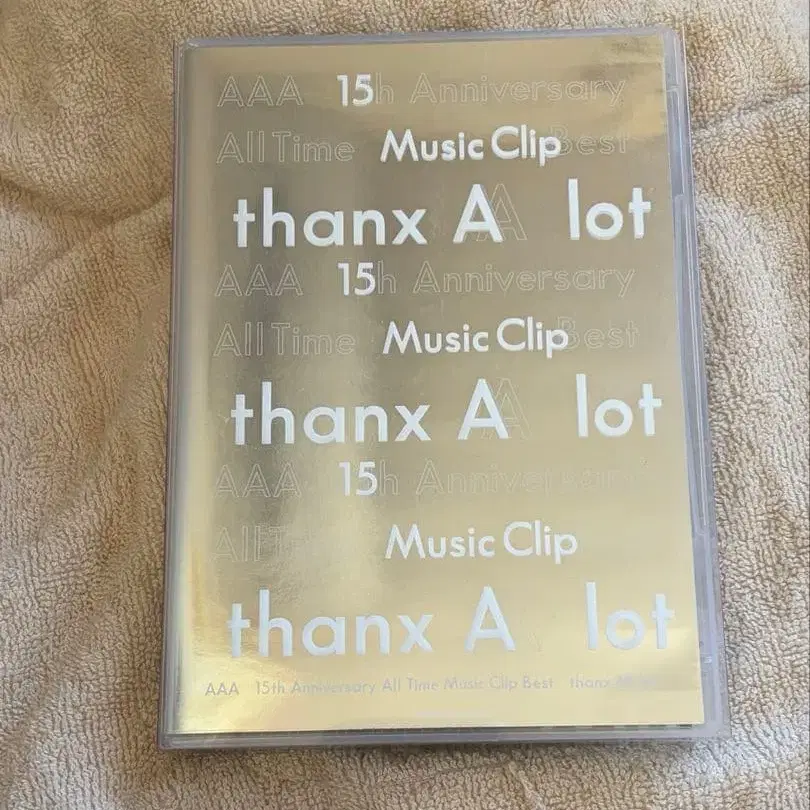 AAA 15th Anniversary
All Time Music Clip Best
thanx AAA lot
AAA 15th Anniversary
All Time Music Clip Best
thanx AAA lot
AAA 15th Anniversary
All Music Clip
thanx A lot
AAA 15th Anniversary All Time Music Clip Best thanx